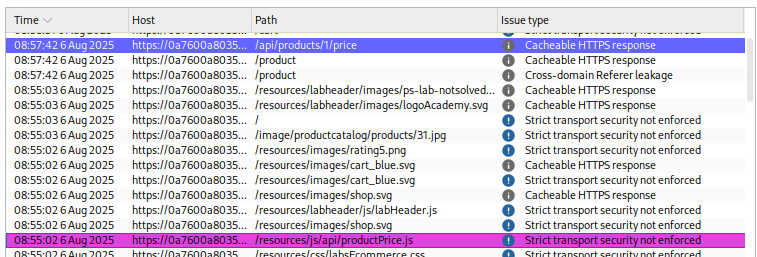 Time Host Path Issue type
08:57:42 6 Aug 2025 https://0a7600a8035... /api/products/1/price Cacheable HTTPS response
08:57:42 6 Aug 2025 https://0a7600a8035... /product Cacheable HTTPS response
08:57:42 6 Aug 2025 https://0a7600a8035... /product Cross-domain Referer leakage
08:55:03 6 Aug 2025 https://0a7600a8035... /resources/labheader/images/ps-lab-notsolved... Cacheable HTTPS response
08:55:03 6 Aug 2025 https://0a7600a8035... /resources/labheader/images/logoAcademy.svg Cacheable HTTPS response
08:55:03 6 Aug 2025 https://0a7600a8035... / Strict transport security not enforced
08:55:03 6 Aug 2025 https://0a7600a8035... /image/productcatalog/products/31.jpg Strict transport security not enforced
08:55:02 6 Aug 2025 https://0a7600a8035... /resources/images/rating5.png Strict transport security not enforced
08:55:02 6 Aug 2025 https://0a7600a8035... /resources/images/cart_blue.svg Cacheable HTTPS response
08:55:02 6 Aug 2025 https://0a7600a8035... /resources/images/cart_blue.svg Strict transport security not enforced
08:55:02 6 Aug 2025 https://0a7600a8035... /resources/images/shop.svg Cacheable HTTPS response
08:55:02 6 Aug 2025 https://0a7600a8035... /resources/labheader/js/labHeader.js Strict transport security not enforced
08:55:02 6 Aug 2025 https://0a7600a8035... /resources/images/shop.svg Strict transport security not enforced
08:55:02 6 Aug 2025 https://0a7600a8035... /resources/js/api/productPrice.js Strict transport security not enforced
08:55:02 6 Aug 2025 https://0a7600a8035... /resources/css/labsEcommerce.css Strict transport security not enforced